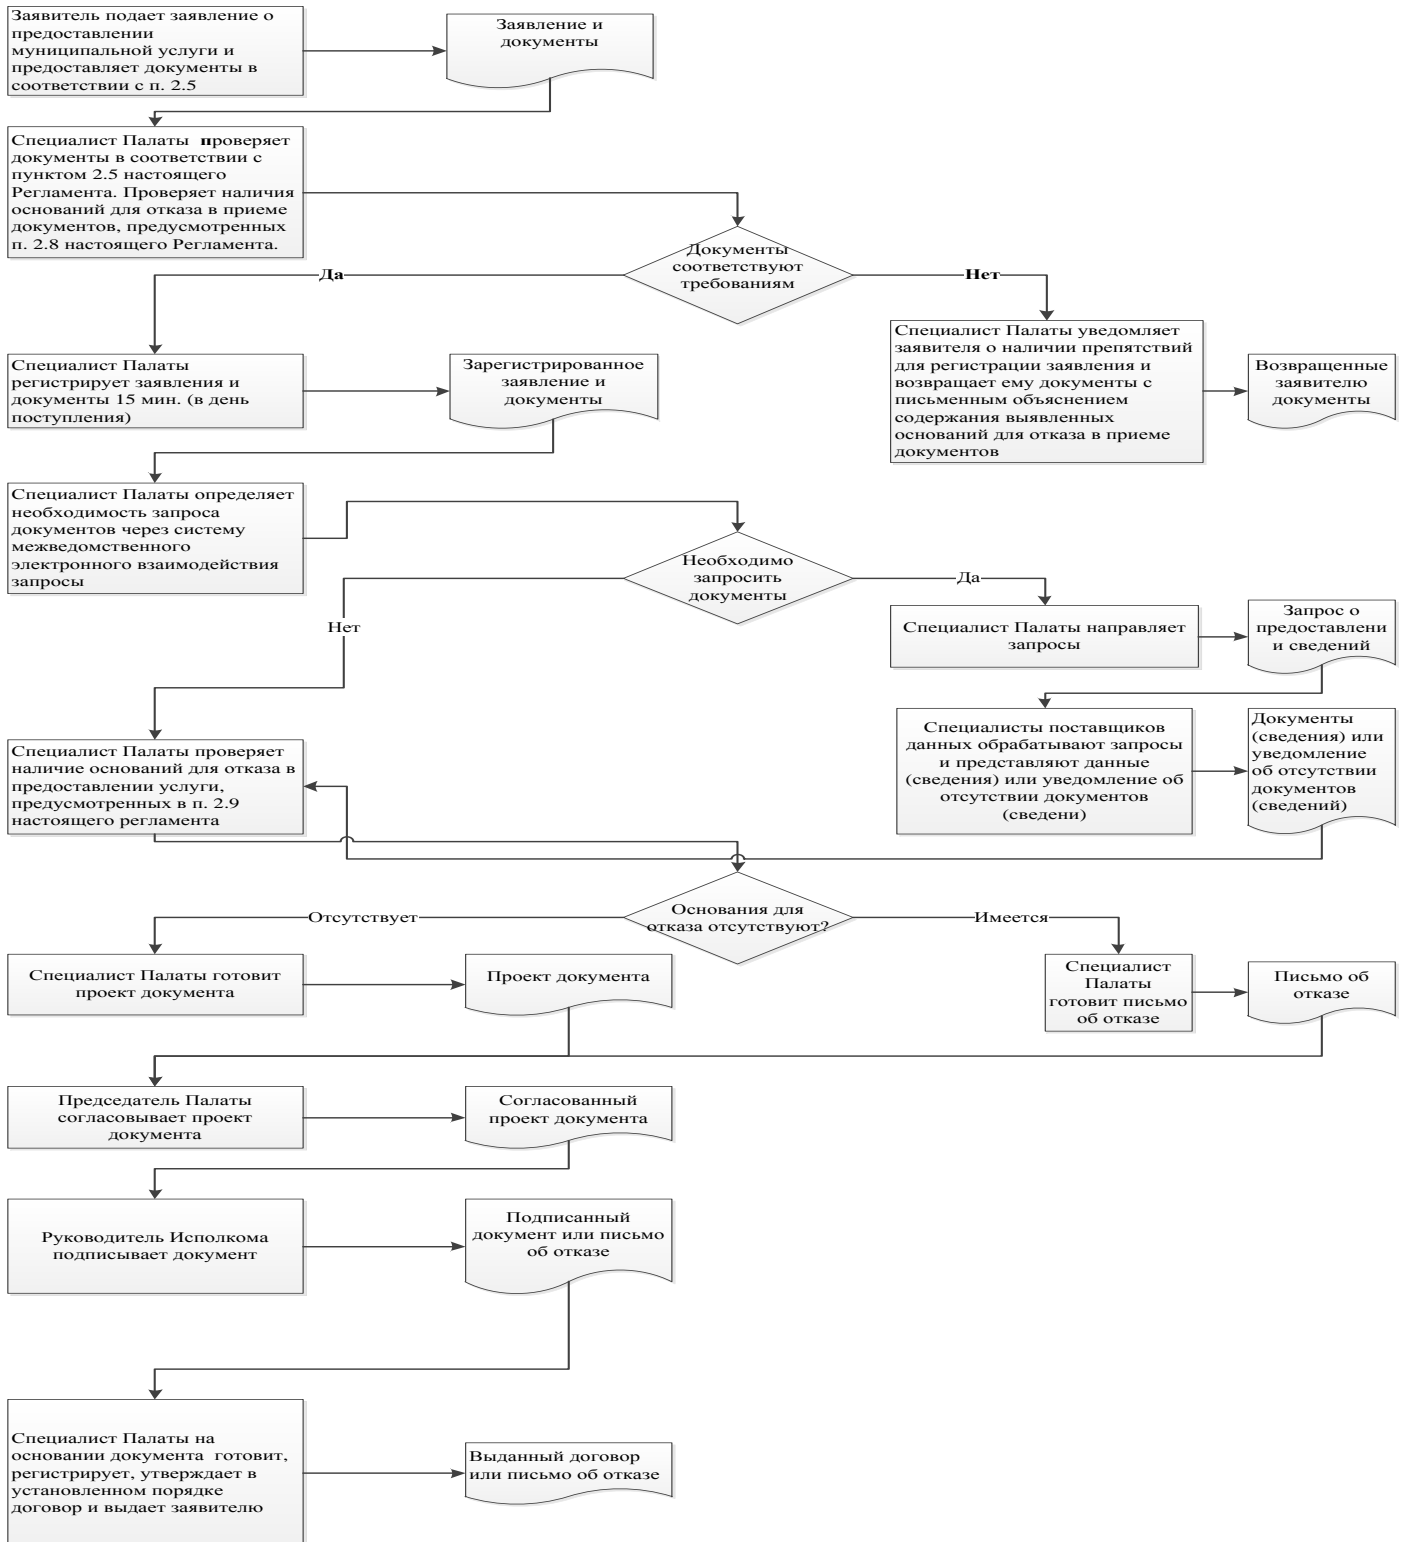 Заявитель подает заявление о
предоставлении
муниципальной услуги и
предоставляет документы в
соответствии с п. 2.5
Заявление и
документы
Специалист Палаты проверяет
документы в соответствии с
пунктом 2.5 настоящего
Регламента. Проверяет наличия
оснований для отказа в приеме
документов, предусмотренных
п. 2.8 настоящего Регламента.
Документы
соответствуют
требованиям
Да
Нет
Специалист Палаты
регистрирует заявления и
документы 15 мин. (в день
поступления)
Зарегистрированное
заявление и
документы
Специалист Палаты уведомляет
заявителя о наличии препятствий
для регистрации заявления и
возвращает ему документы с
письменным объяснением
содержания выявленных
оснований для отказа в приеме
документов
Возвращенные
заявителю
документы
Специалист Палаты определяет
необходимость запроса
документов через систему
межведомственного
электронного взаимодействия
запросы
Необходимо
запросить
документы
Да
Нет
Специалист Палаты направляет
запросы
Запрос о
предоставлени
и сведений
Специалист Палаты проверяет
наличие оснований для отказа в
предоставлении услуги,
предусмотренных в п. 2.9
настоящего регламента
Специалисты поставщиков
данных обрабатывают запросы
и представляют данные
(сведения) или уведомление об
отсутствии документов
(сведени)
Документы
(сведения) или
уведомление
об отсутствии
документов
(сведений)
Основания для
отказа отсутствуют?
Отсутствует
Имеется
Специалист Палаты готовит
проект документа
Проект документа
Специалист
Палаты
готовит письмо
об отказе
Письмо об
отказе
Председатель Палаты
согласовывает проект
документа
Согласованный
проект документа
Руководитель Исполкома
подписывает документ
Подписанный
документ или письмо
об отказе
Специалист Палаты на
основании документа готовит,
регистрирует, утверждает в
установленном порядке
договор и выдает заявителю
Выданный договор
или письмо об отказе